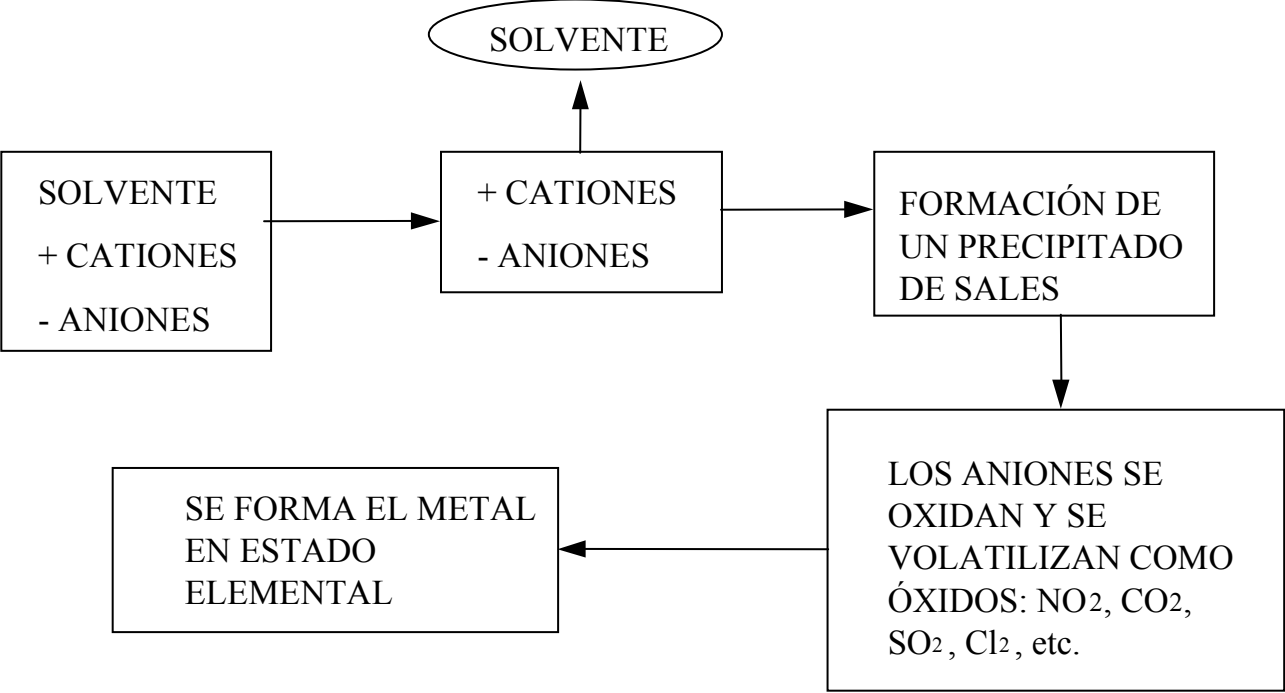 SOLVENTE
SOLVENTE
+ CATIONES
- ANIONES
+ CATIONES
- ANIONES
FORMACIÓN DE
UN PRECIPITADO
DE SALES
LOS ANIONES SE
OXIDAN Y SE
VOLATILIZAN COMO
ÓXIDOS: NO2, CO2,
SO2 , Cl2 , etc.
SE FORMA EL METAL
EN ESTADO
ELEMENTAL